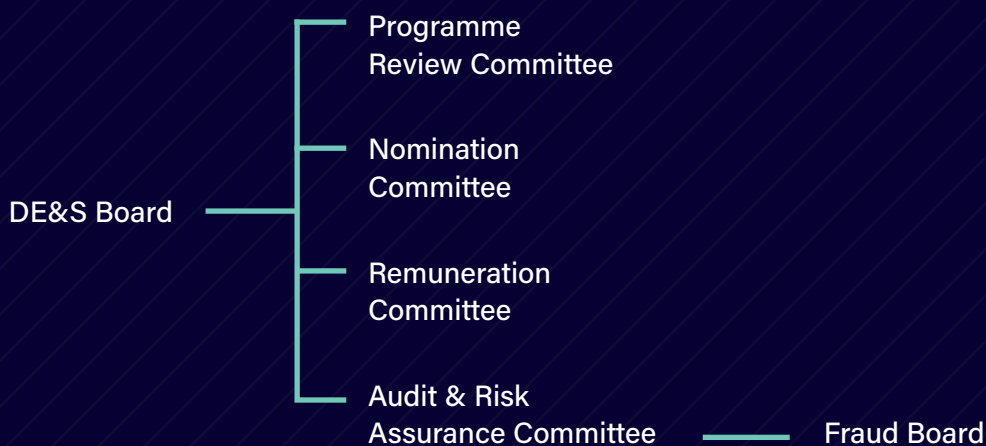 Programme
Review Committee
Nomination
Committee
DE&S Board
Remuneration
Committee
Audit & Risk
Assurance Committee
Fraud Board